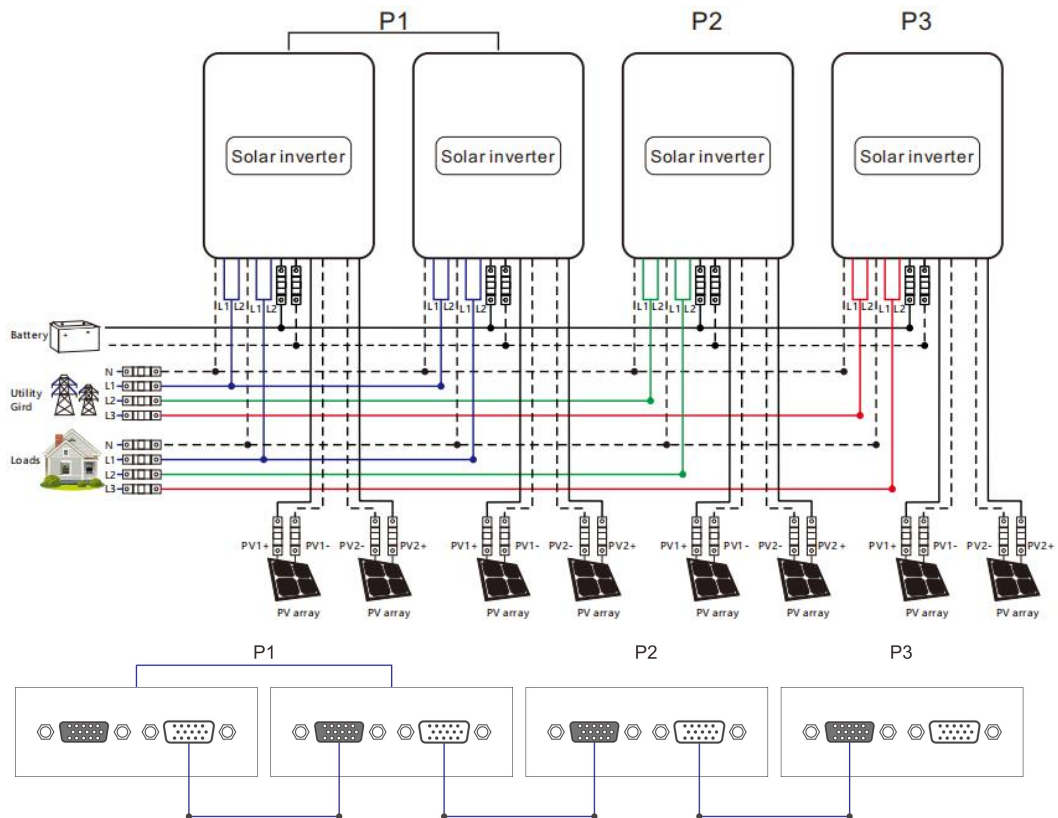 P1 P2 P3
Solar inverter Solar inverter Solar inverter Solar inverter
L1 L2 L1 L2 L1 L2 L1 L2 L1 L2 L1 L2 L1 L2 L1 L2
Battery
N
L1
Utility
L2
Gird
L3
N
L1
Loads
L2
L3
PV1+ PV1- PV2- PV2+ PV1+ PV1- PV2- PV2+ PV1+ PV1- PV2- PV2+ PV1+ PV1- PV2- PV2+
PV array PV array PV array PV array PV array PV array PV array PV array
P1 P2 P3